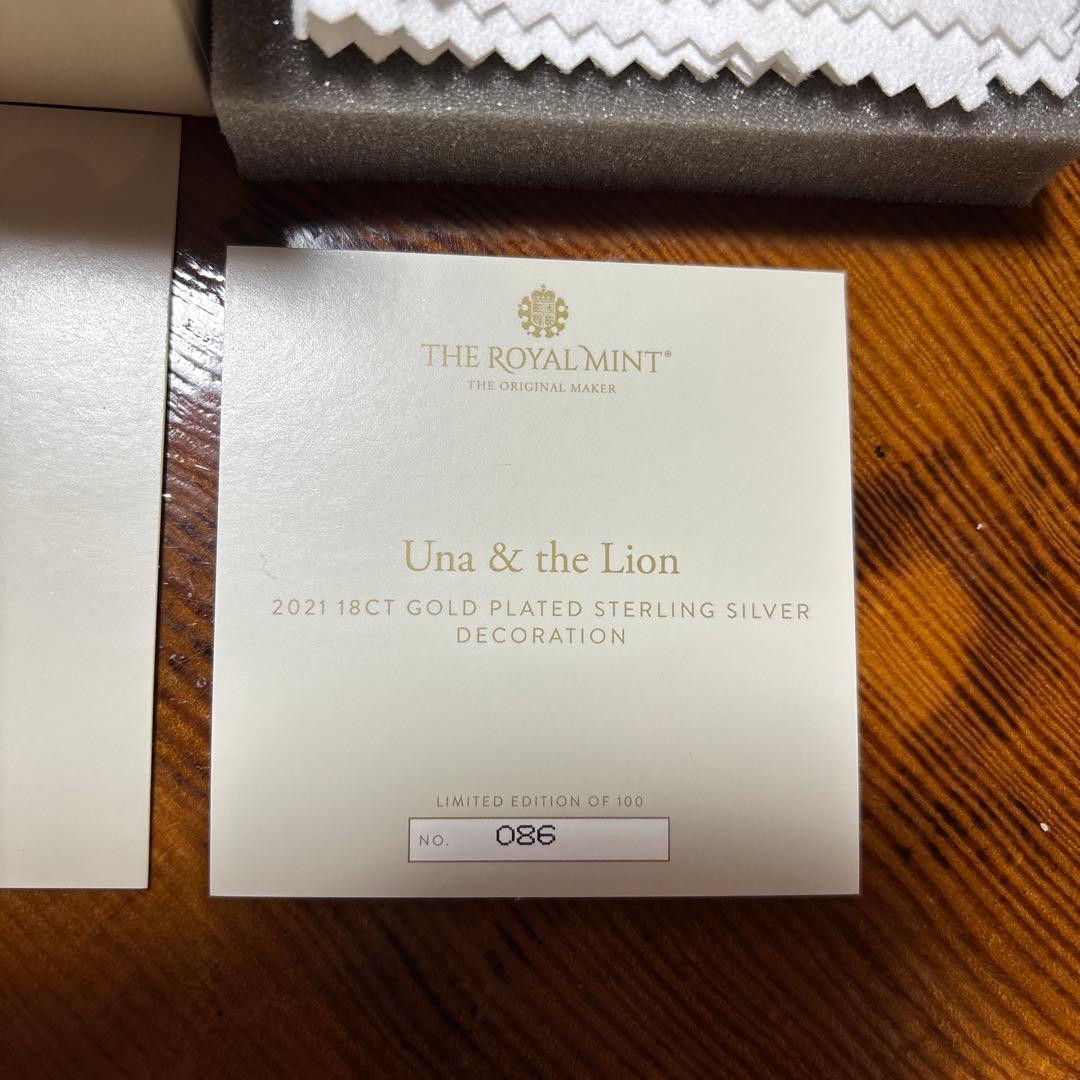 THE ROYAL MINT®
THE ORIGINAL MAKER
Una & the Lion
2021 18CT GOLD PLATED STERLING SILVER
DECORATION
LIMITED EDITION OF 100
NO. 086